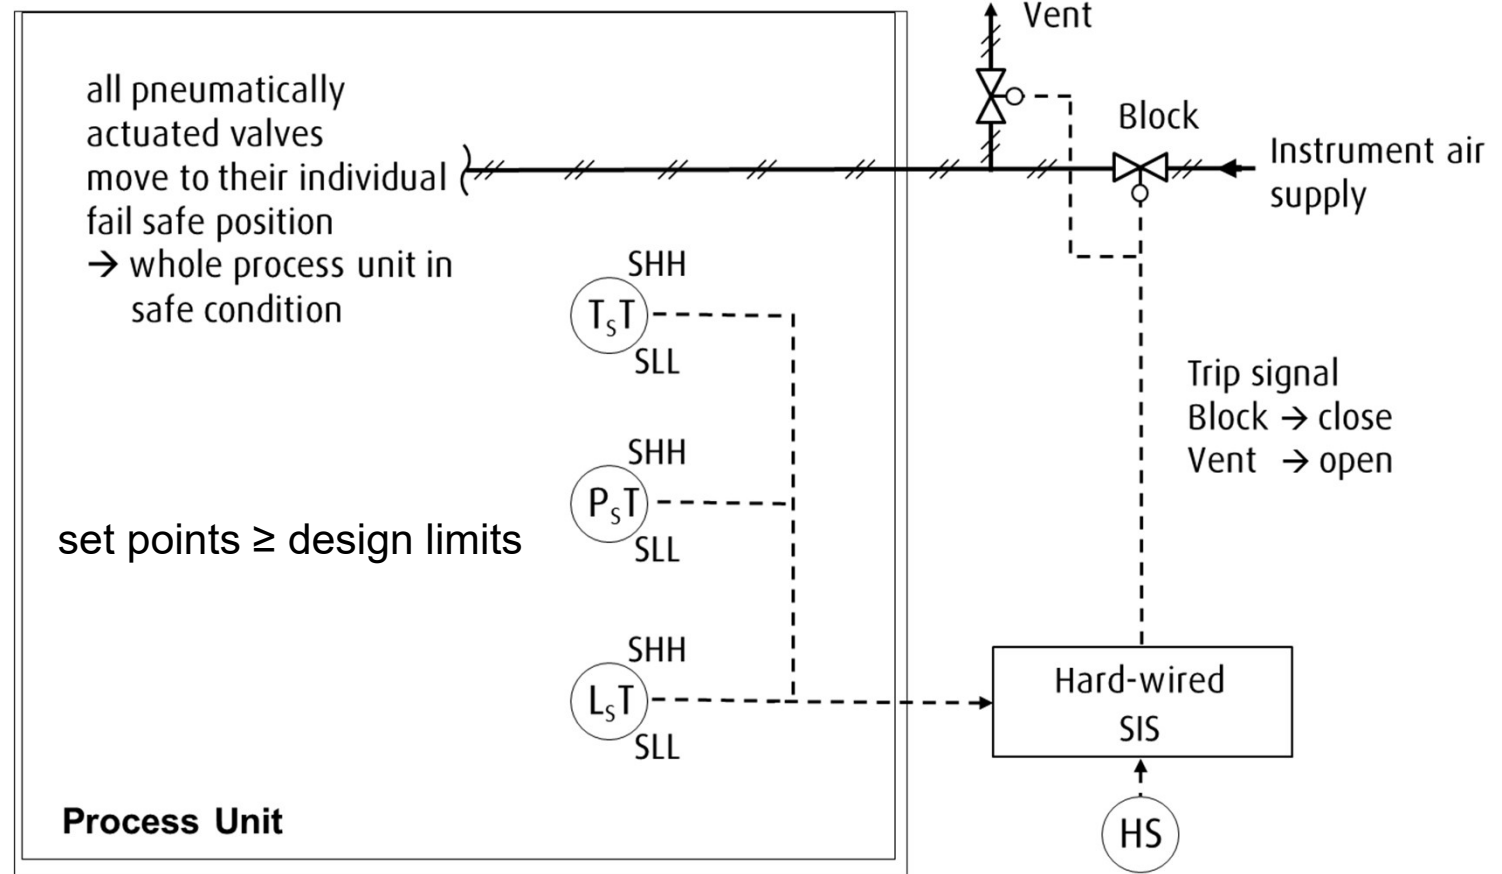 Vent
all pneumatically
actuated valves
move to their individual
fail safe position
→ whole process unit in
safe condition
Block
Instrument air
supply
SHH
TsT
SLL
Trip signal
Block → close
Vent → open
SHH
PsT
SLL
set points ≥ design limits
SHH
LsT
SLL
Hard-wired
SIS
HS
Process Unit